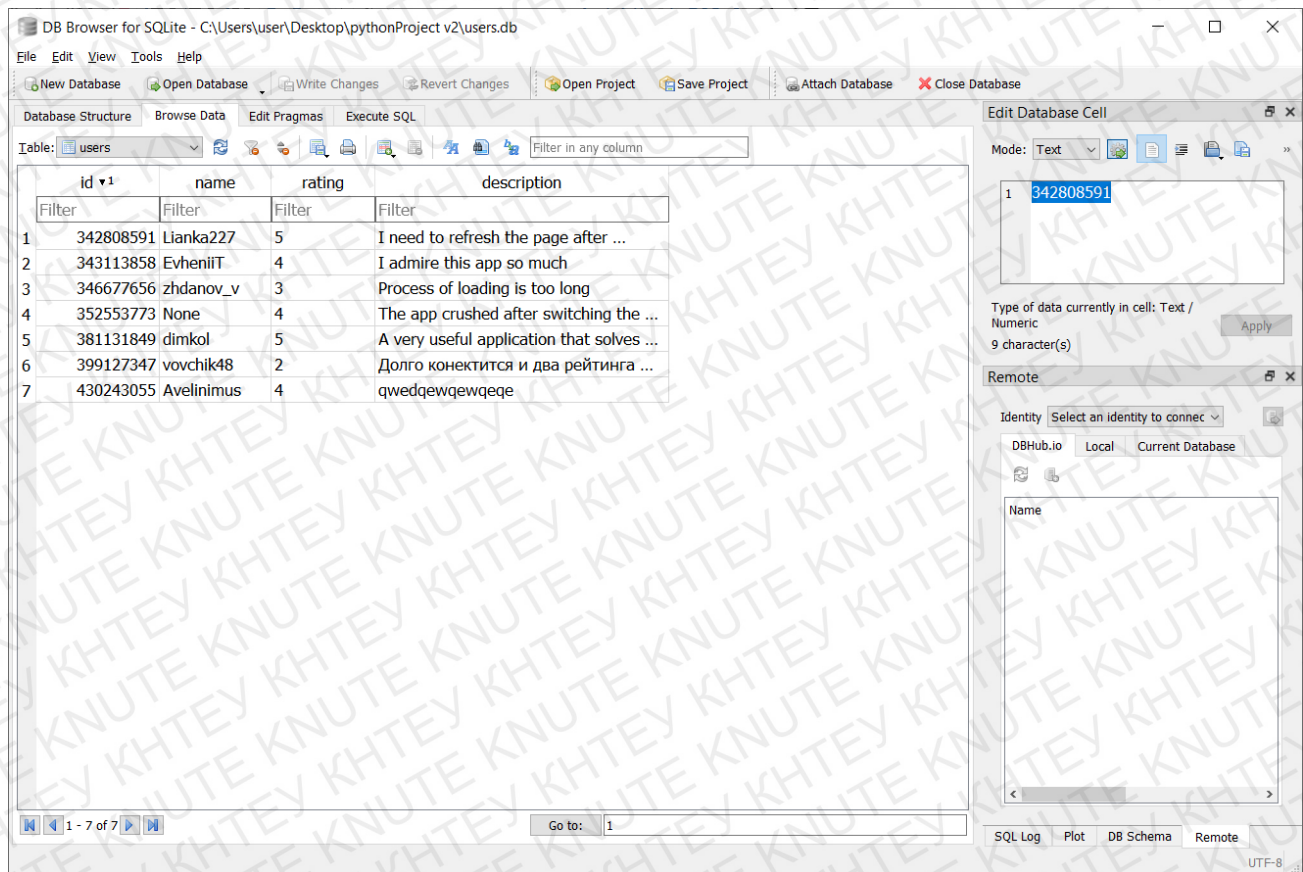 DB Browser for SQLite - C:\Users\user\Desktop\pythonProject v2\users.db
File Edit View Tools Help
New Database Open Database Write Changes Revert Changes Open Project Save Project Attach Database Close Database
Database Structure Browse Data Edit Pragmas Execute SQL
Table: users Filter in any column
id 1 name rating description
Filter Filter Filter Filter
1 342808591 Lianka227 5 I need to refresh the page after ...
2 343113858 EvheniiT 4 I admire this app so much
3 346677656 zhdanov_v 3 Process of loading is too long
4 352553773 None 4 The app crushed after switching the ...
5 381131849 dimkol 5 A very useful application that solves ...
6 399127347 vovchik48 2 Долго конектится и два рейтинга ...
7 430243055 Avelinimus 4 qwedqewqewqeqe
1 - 7 of 7 Go to: 1
Edit Database Cell
Mode: Text
1 342808591
Type of data currently in cell: Text /
Numeric
9 character(s)
Apply
Remote
Identity Select an identity to connec
DBHub.io Local Current Database
Name
SQL Log Plot DB Schema Remote
UTF-8
KNUTE KHTEY KNUTE KHTEY KNUTE KHTEY